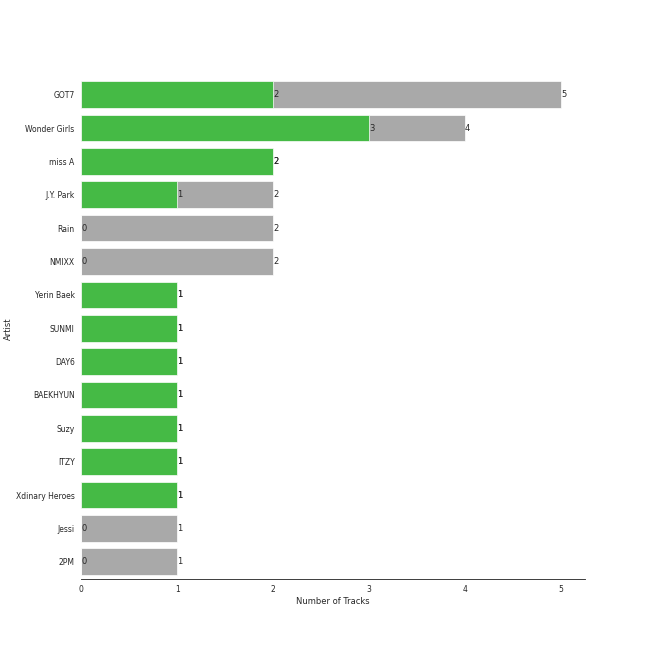 GOT7 2 5
Wonder Girls 3 4
miss A 2
J.Y. Park 1 2
Rain 0 2
NMIXX 0 2
Yerin Baek 1
SUNMI 1
DAY6 1
BAEKHYUN 1
Suzy 1
ITZY 1
Xdinary Heroes 1
Jessi 0 1
2PM 0 1
Artist
0 1 2 3 4 5
Number of Tracks